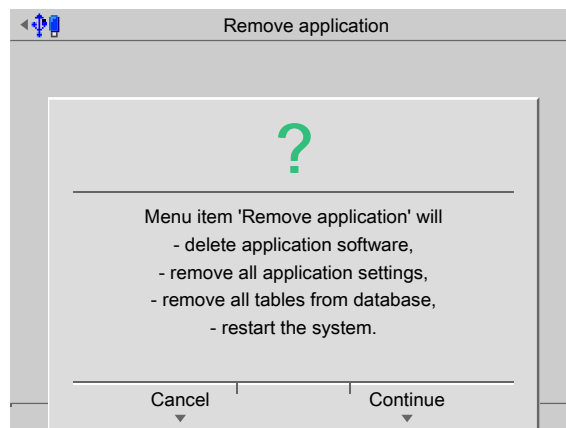 Remove application
?
Menu item 'Remove application' will
- delete application software,
- remove all application settings,
- remove all tables from database,
- restart the system.
Cancel Continue